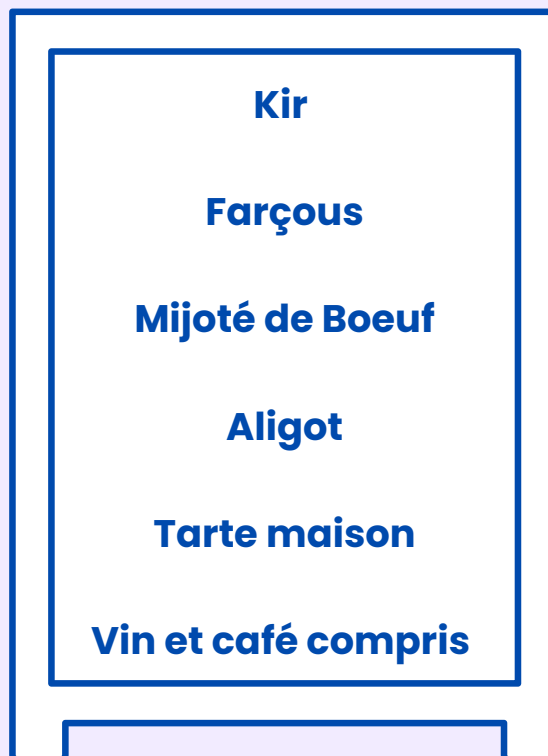 Kir
Farçous
Mijoté de Boeuf
Aligot
Tarte maison
Vin et café compris